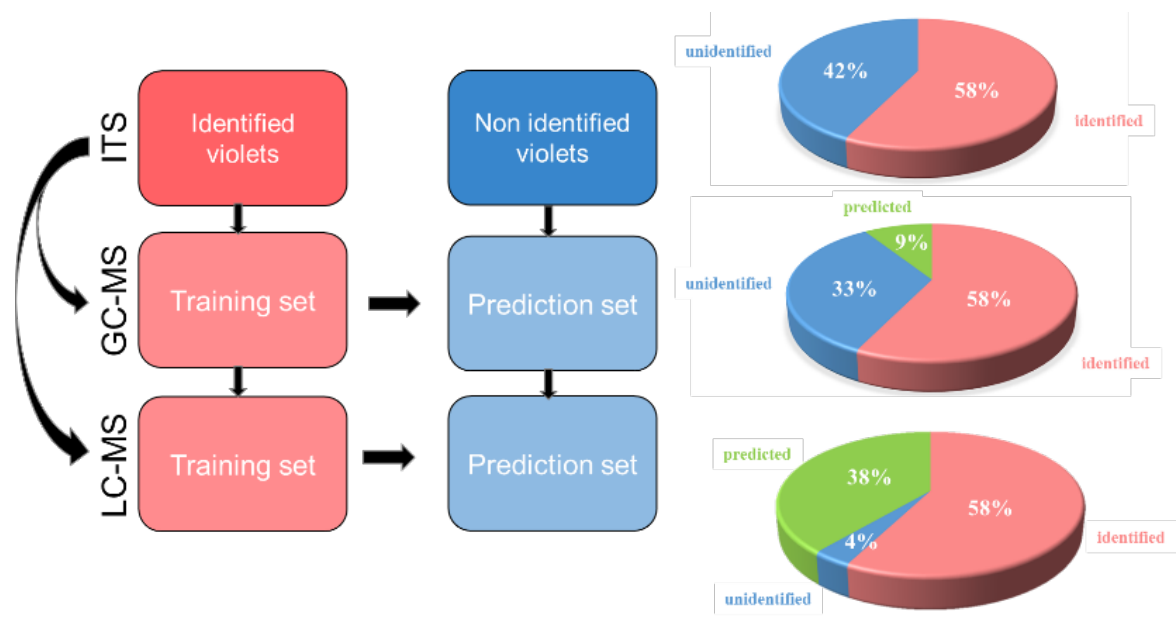 ITS
Identified
violets
Non identified
violets
unidentified
42%
58%
identified
GC-MS
Training set
Prediction set
predicted
9%
unidentified
33%
58%
identified
LC-MS
Training set
Prediction set
predicted
38%
58%
4%
identified
unidentified